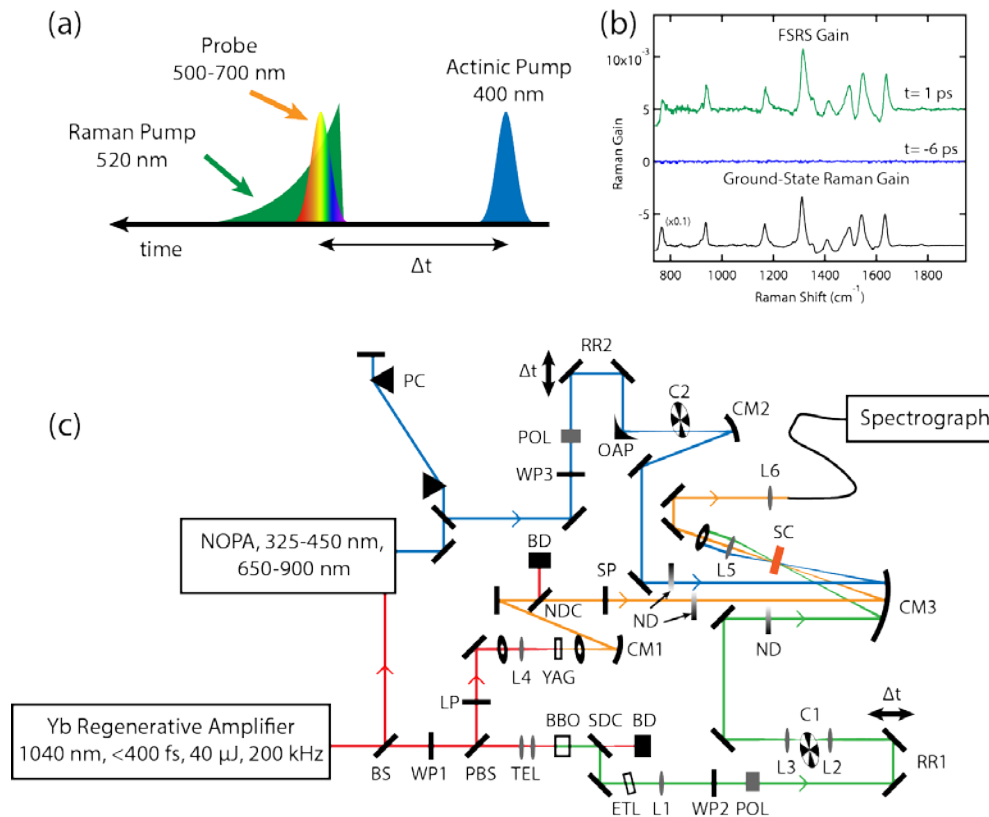 (a)
Probe
500-700 nm
Actinic Pump
400 nm
Raman Pump
520 nm
time
Δt
(b)
FSRS Gain
10x10⁻³
t= 1 ps
5
t= -6 ps
0
Ground-State Raman Gain
-5
(x0.1)
Raman Gain
800 1000 1200 1400 1600 1800
Raman Shift (cm⁻¹)
(c)
RR2
Δt
PC
C2
CM2
Spectrograph
POL
OAP
WP3
L6
SC
NOPA, 325-450 nm,
650-900 nm
BD
SP
L5
NDC
ND
CM3
CM1
ND
L4 YAG
LP
Δt
Yb Regenerative Amplifier
1040 nm, <400 fs, 40 μJ, 200 kHz
BBO SDC BD
C1
L3 L2
RR1
BS WP1 PBS TEL
ETL L1 WP2 POL